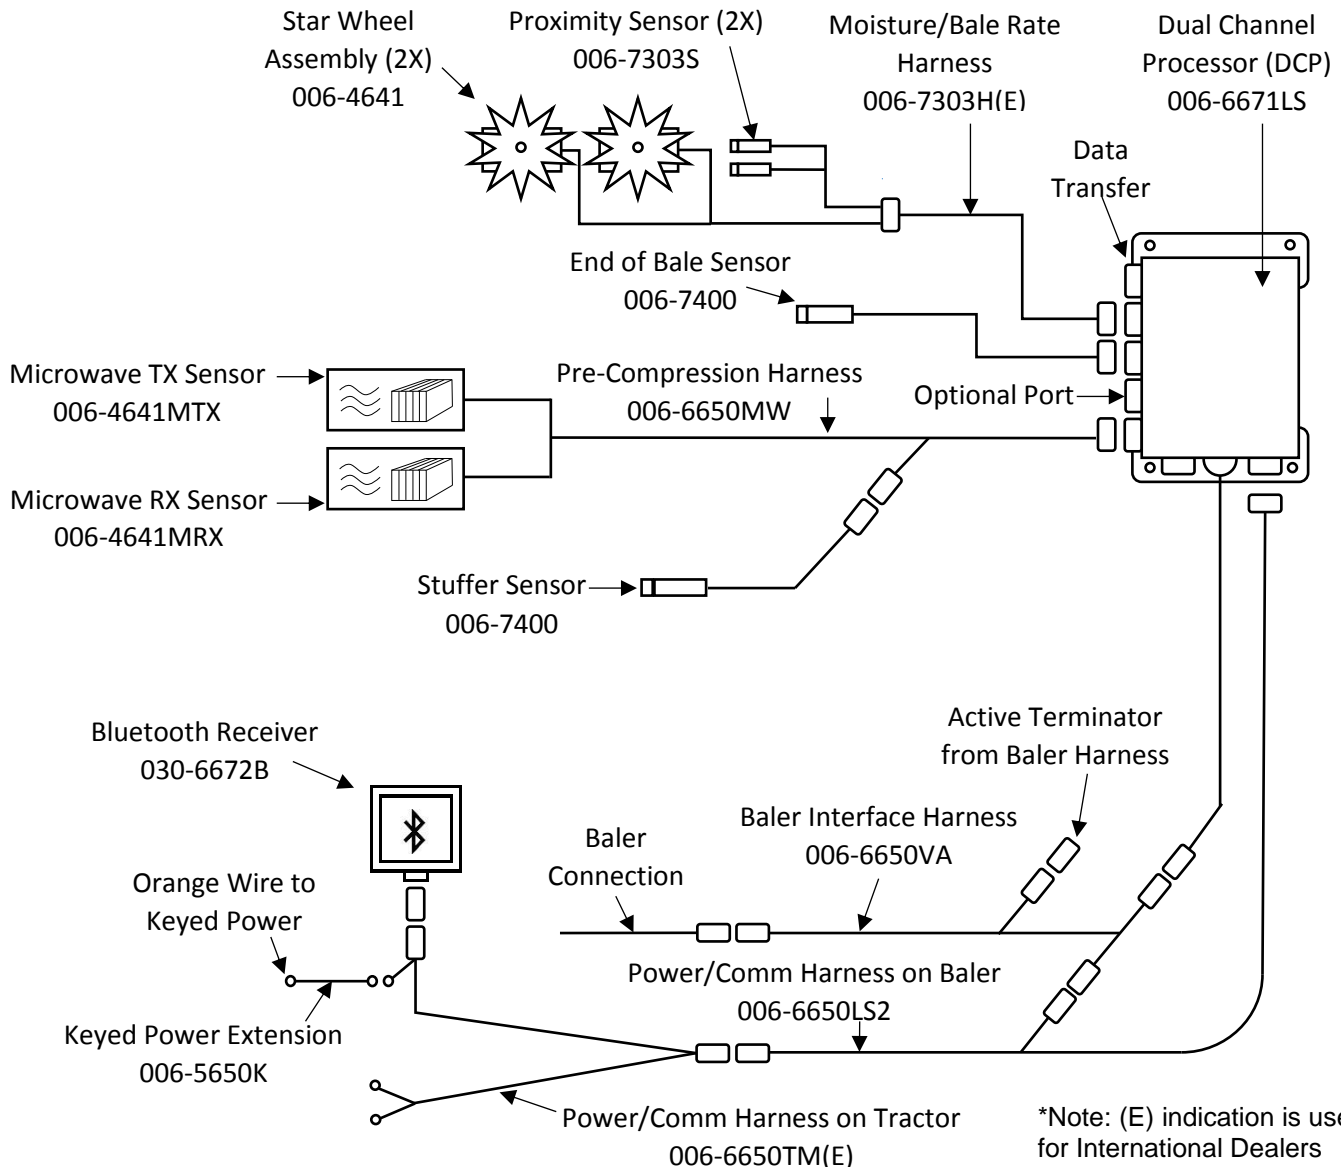 Star Wheel
Assembly (2X)
006-4641
Proximity Sensor (2X)
006-7303S
Moisture/Bale Rate
Harness
006-7303H(E)
Dual Channel
Processor (DCP)
006-6671LS
Data
Transfer
End of Bale Sensor
006-7400
Microwave TX Sensor
006-4641MTX
Pre-Compression Harness
006-6650MW
Optional Port
Microwave RX Sensor
006-4641MRX
Stuffer Sensor
006-7400
Bluetooth Receiver
030-6672B
Active Terminator
from Baler Harness
Baler Interface Harness
006-6650VA
Baler
Connection
Orange Wire to
Keyed Power
Power/Comm Harness on Baler
006-6650LS2
Keyed Power Extension
006-5650K
Power/Comm Harness on Tractor
006-6650TM(E)
*Note: (E) indication is use
for International Dealers